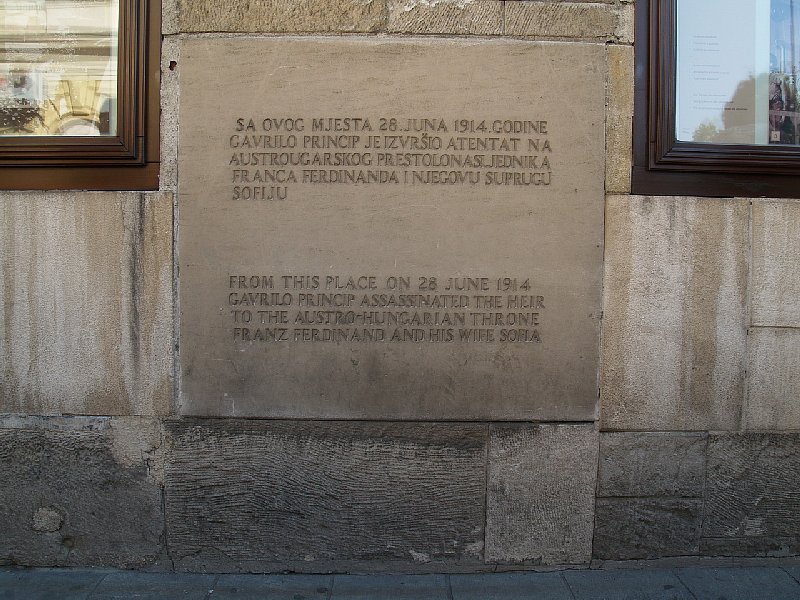 SA OVOG MJESTA 28. JUNA 1914. GODINE
GAVRILO PRINCIP JE IZVRŠIO ATENTAT NA
AUSTROUGARSKOG PRESTOLONASLJEDNIKA
FRANCA FERDINANDA I NJEGOVU SUPRUGU
SOFIJU
FROM THIS PLACE ON 28 JUNE 1914
GAVRILO PRINCIP ASSASSINATED THE HEIR
TO THE AUSTRO-HUNGARIAN THRONE
FRANZ FERDINAND AND HIS WIFE SOFIA